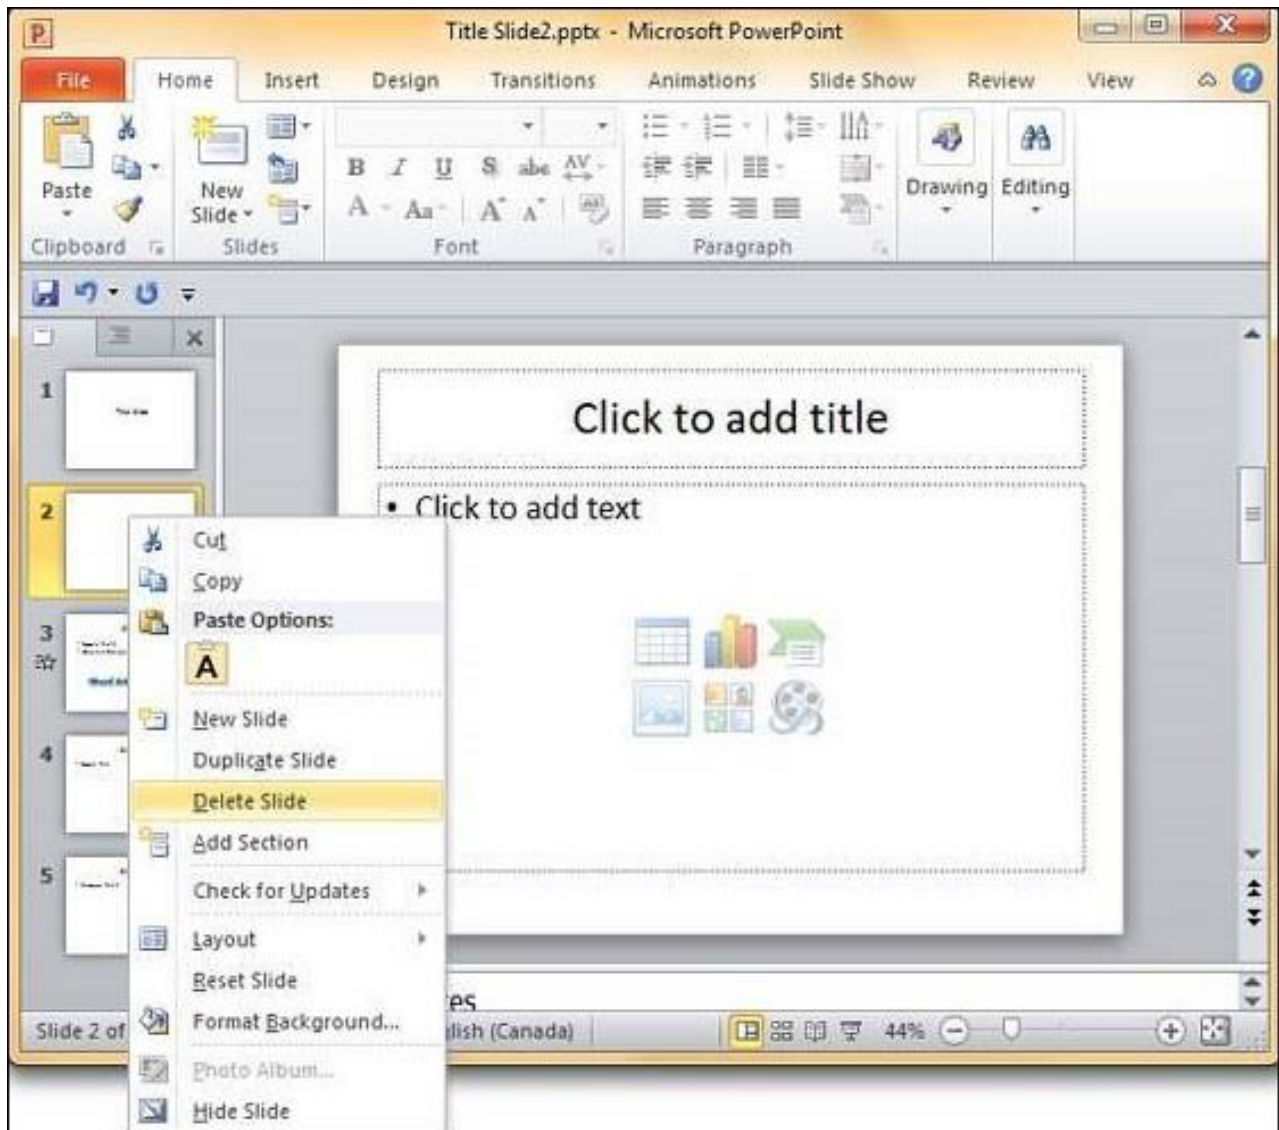 Title Slide2.pptx - Microsoft PowerPoint
File Home Insert Design Transitions Animations Slide Show Review View
Paste
New Slide
B I U S abc AV
A Aa A A
Drawing
Editing
Clipboard Slides Font Paragraph
1
2
3
4
5
Click to add title
• Click to add text
Cut
Copy
Paste Options:
A
New Slide
Duplicate Slide
Delete Slide
Add Section
Check for Updates
Layout
Reset Slide
Format Background...
Photo Album...
Hide Slide
Slide 2 of
lish (Canada)
44%